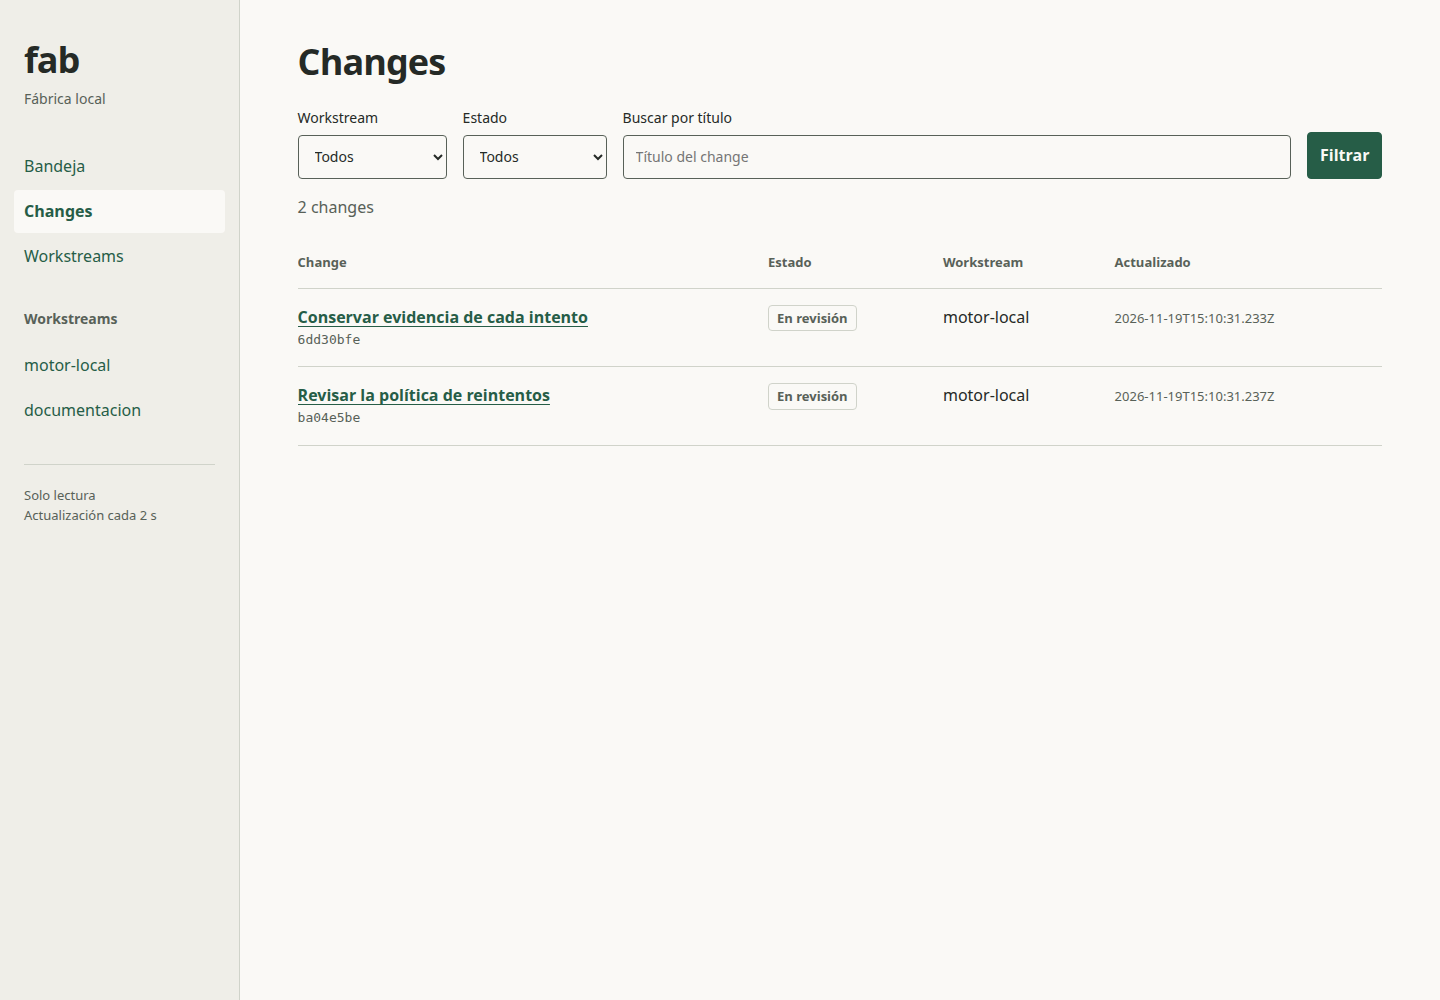 fab
Fábrica local
Bandeja
Changes
Workstreams
Workstreams
motor-local
documentacion
Solo lectura
Actualización cada 2 s
Changes
Workstream Estado Buscar por título
Todos Todos Título del change Filtrar
2 changes
Change Estado Workstream Actualizado
Conservar evidencia de cada intento En revisión motor-local 2026-11-19T15:10:31.233Z
6dd30bfe
Revisar la política de reintentos En revisión motor-local 2026-11-19T15:10:31.237Z
ba04e5be